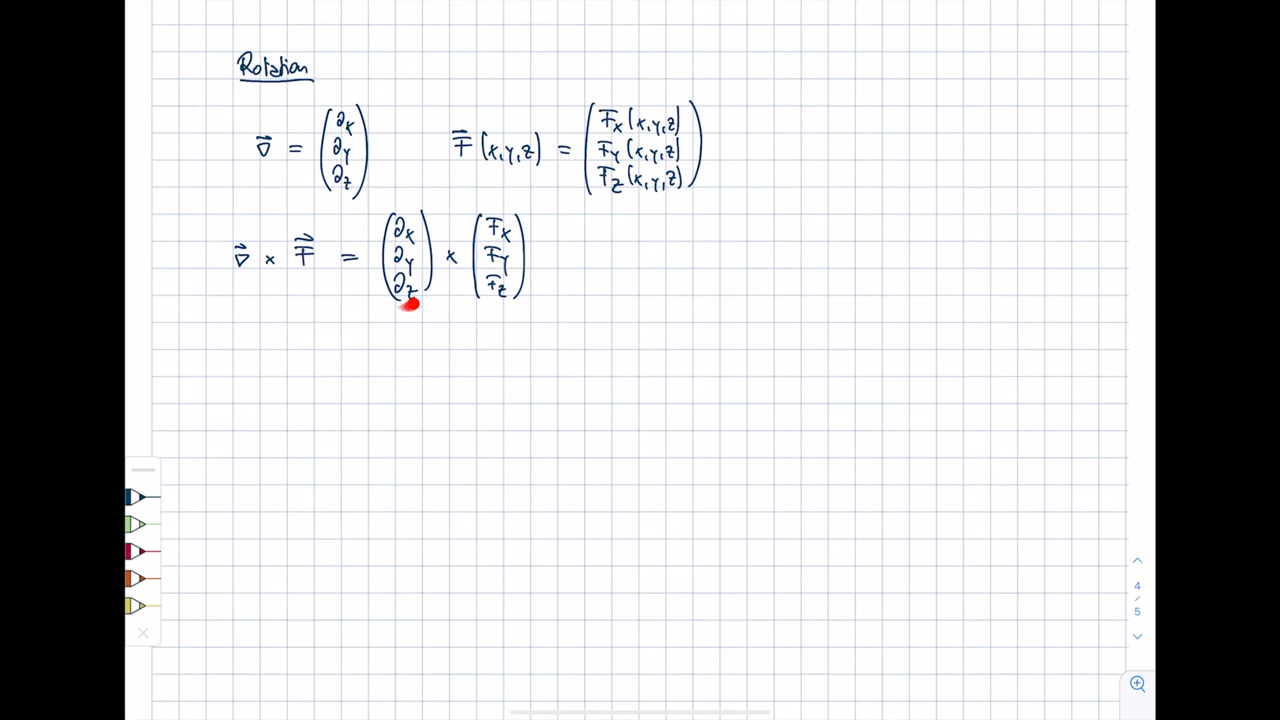 Rotation
∇⃗ = (∂x ∂y ∂z) F⃗(x,y,z) = (Fx(x,y,z) Fy(x,y,z) Fz(x,y,z))
∇⃗ × F⃗ = (∂x ∂y ∂z) × (Fx Fy Fz)
4
/
5